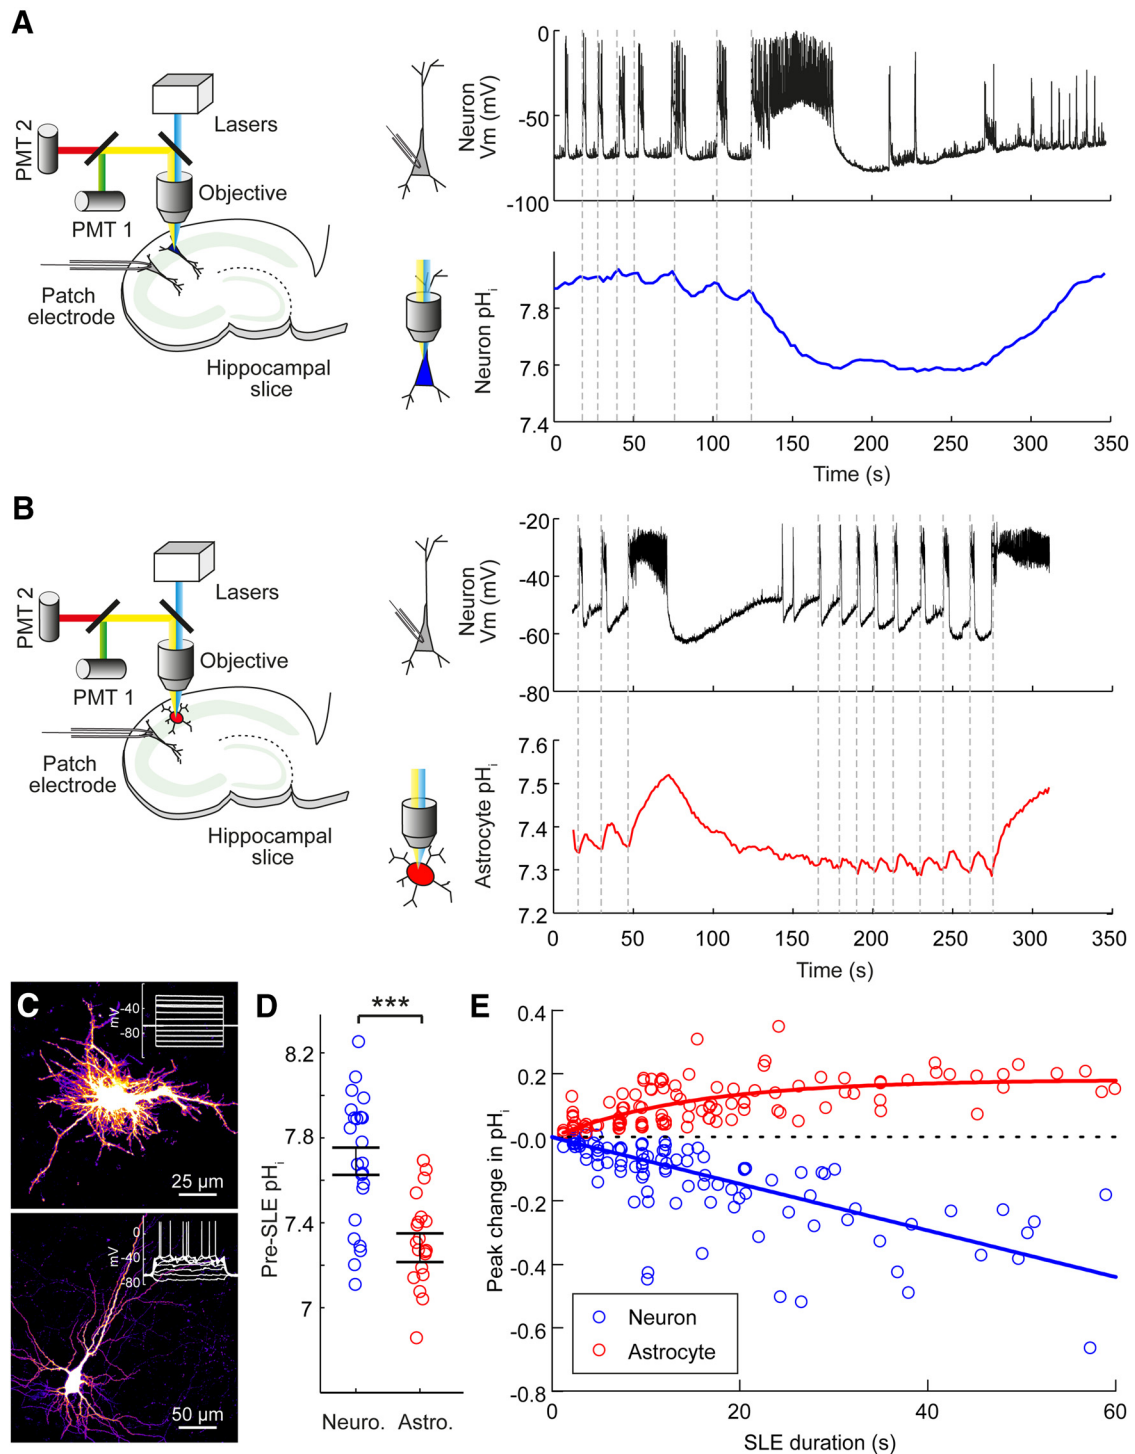 A
Lasers
PMT 2
Objective
PMT 1
Patch
electrode
Hippocampal
slice
Neuron
Vm (mV)
0
-50
-100
Neuron pHi
7.8
7.6
7.4
0 50 100 150 200 250 300 350
Time (s)
B
Lasers
PMT 2
Objective
PMT 1
Patch
electrode
Hippocampal
slice
Neuron
Vm (mV)
-20
-40
-60
-80
Astrocyte pHi
7.6
7.5
7.4
7.3
7.2
0 50 100 150 200 250 300 350
Time (s)
C
mV
-40
-80
25 µm
mV
0
-40
-80
50 µm
D
***
Pre-SLE pHi
8.2
7.8
7.4
7
Neuro. Astro.
E
Peak change in pHi
0.4
0.2
-0.0
-0.2
-0.4
-0.6
-0.8
Neuron
Astrocyte
0 20 40 60
SLE duration (s)